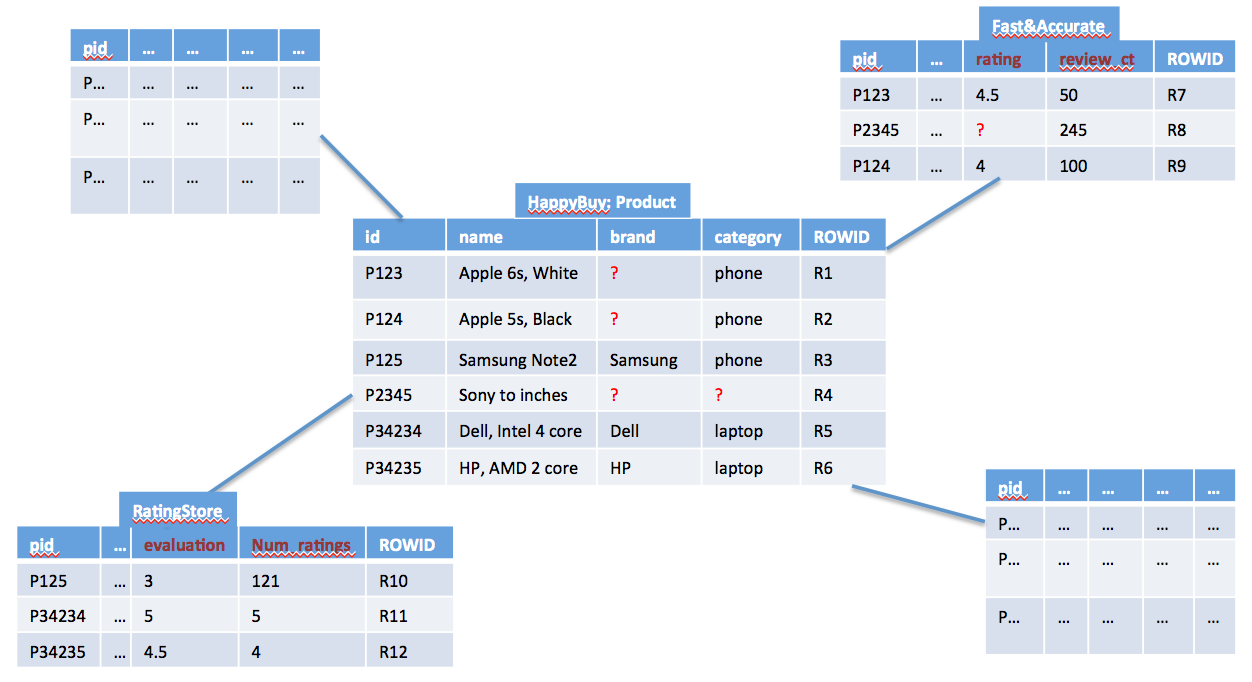 pid ... ... ... ...
P... ... ... ... ...
P... ... ... ... ...
P... ... ... ... ...
Fast&Accurate
pid ... rating review_ct ROWID
P123 ... 4.5 50 R7
P2345 ... ? 245 R8
P124 ... 4 100 R9
HappyBuy: Product
id name brand category ROWID
P123 Apple 6s, White ? phone R1
P124 Apple 5s, Black ? phone R2
P125 Samsung Note2 Samsung phone R3
P2345 Sony to inches ? ? R4
P34234 Dell, Intel 4 core Dell laptop R5
P34235 HP, AMD 2 core HP laptop R6
RatingStore
pid ... evaluation Num_ratings ROWID
P125 ... 3 121 R10
P34234 ... 5 5 R11
P34235 ... 4.5 4 R12
pid ... ... ... ...
P... ... ... ... ...
P... ... ... ... ...
P... ... ... ... ...